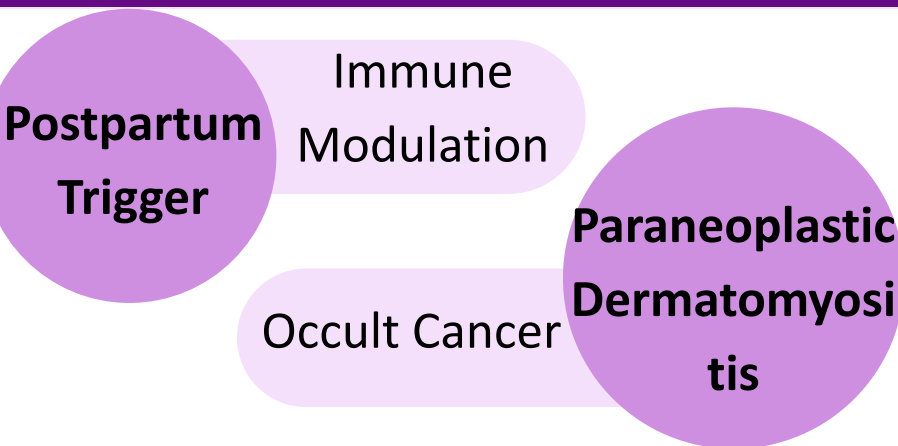 Postpartum
Trigger
Immune
Modulation
Occult Cancer
Paraneoplastic
Dermatomyosi
tis